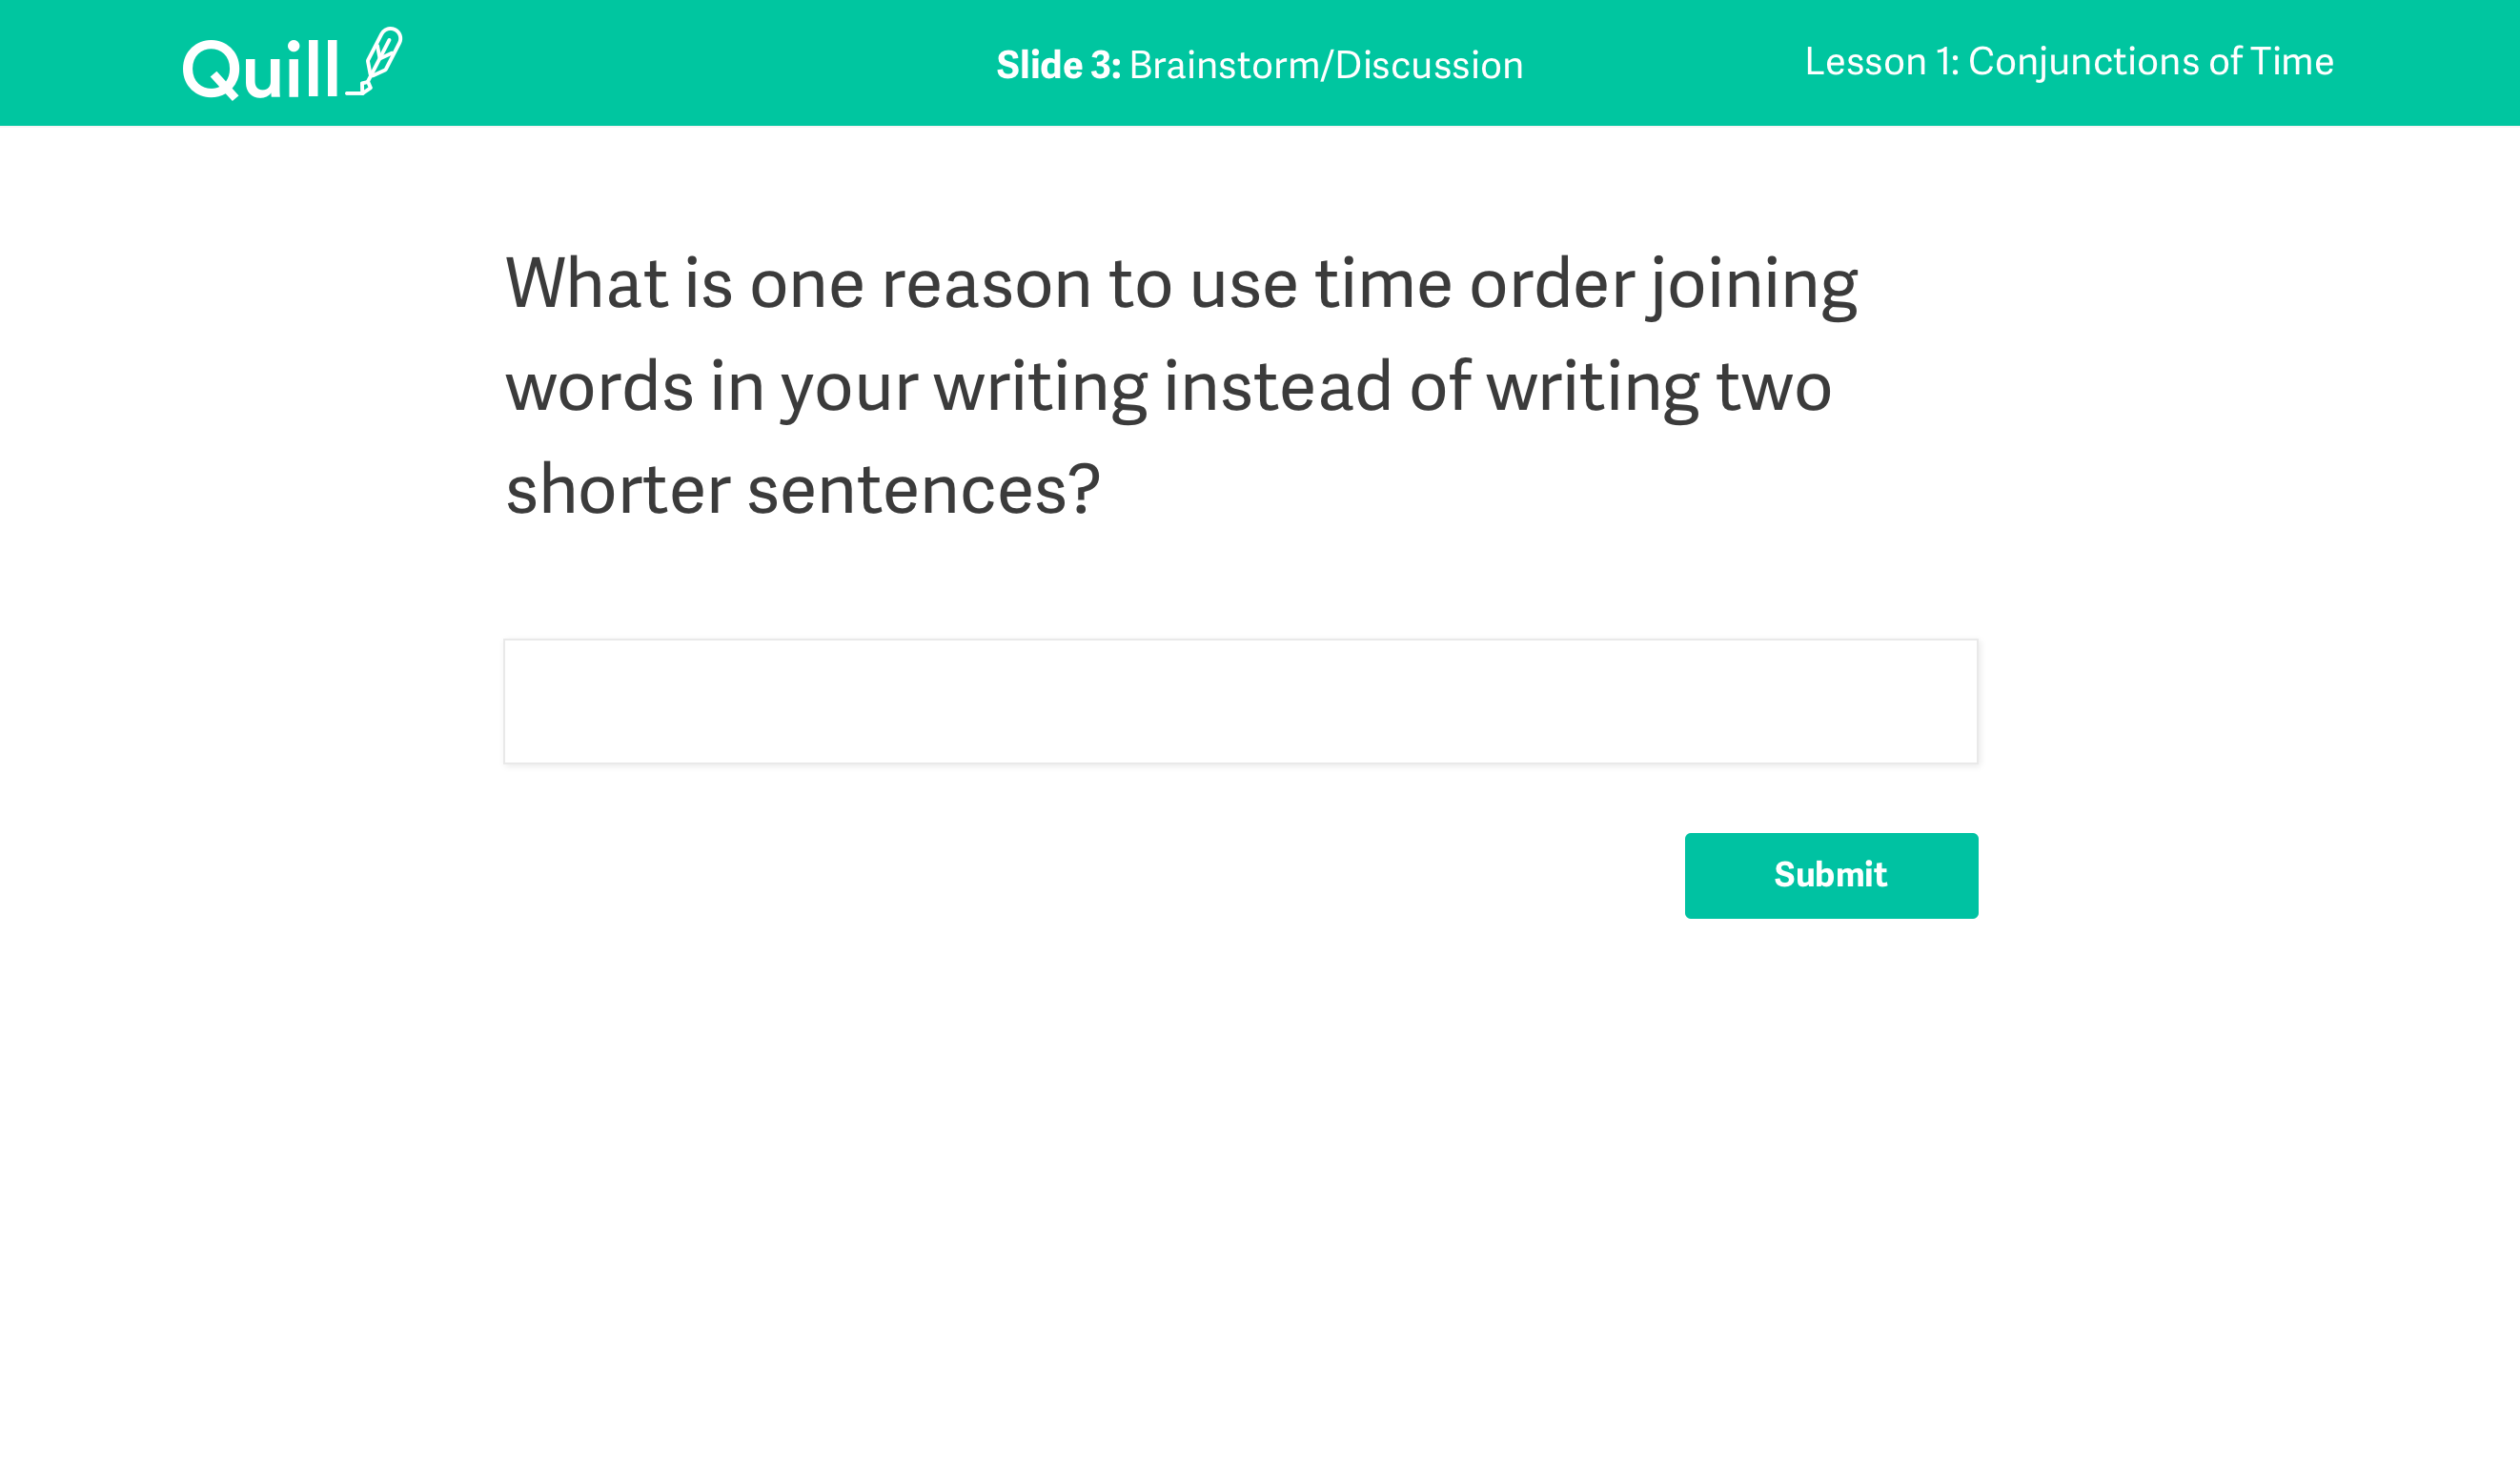 Quill
Slide 3: Brainstorm/Discussion
Lesson 1: Conjunctions of Time
What is one reason to use time order joining
words in your writing instead of writing two
shorter sentences?
Submit